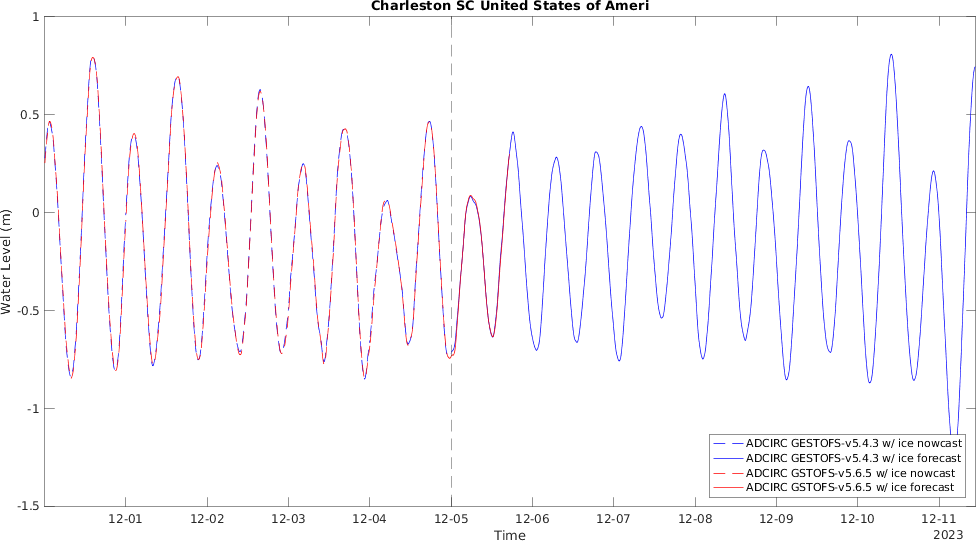 Charleston SC United States of Ameri
1
0.5
0
-0.5
-1
-1.5
Water Level (m)
12-01 12-02 12-03 12-04 12-05 12-06 12-07 12-08 12-09 12-10 12-11
2023
Time
ADCIRC GESTOFS-v5.4.3 w/ ice nowcast
ADCIRC GESTOFS-v5.4.3 w/ ice forecast
ADCIRC GSTOFS-v5.6.5 w/ ice nowcast
ADCIRC GSTOFS-v5.6.5 w/ ice forecast